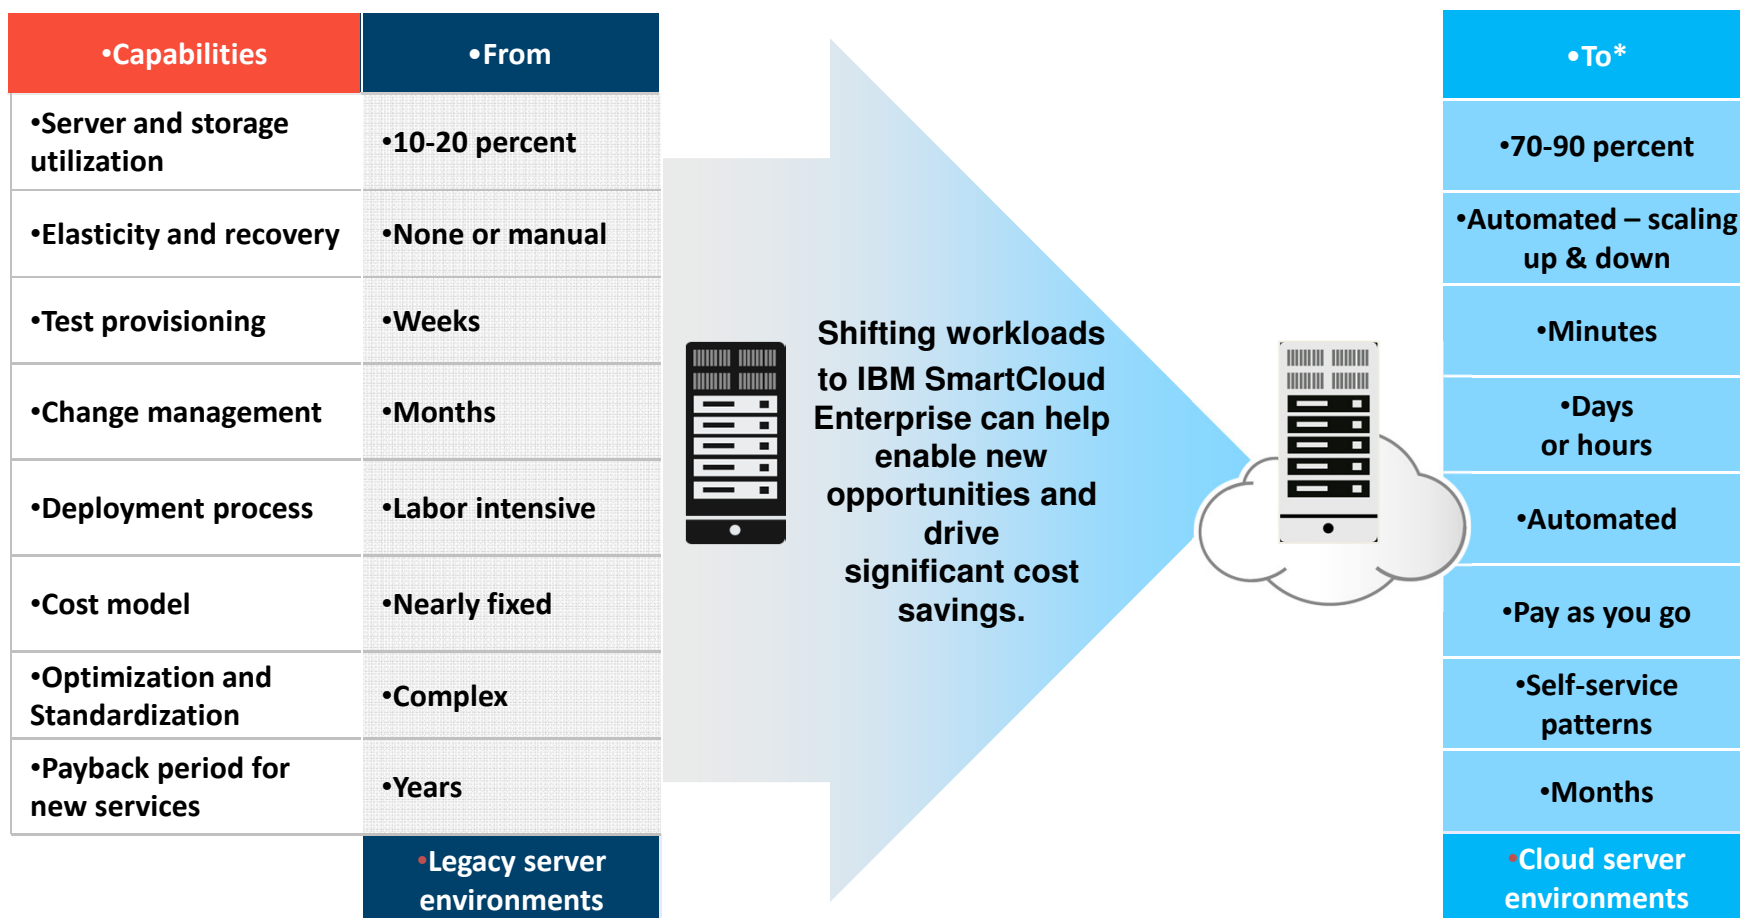 •Capabilities
•From
•To*
•Server and storage
utilization
•10-20 percent
•70-90 percent
•Elasticity and recovery
•None or manual
•Automated – scaling
up & down
•Test provisioning
•Weeks
•Minutes
•Change management
•Months
•Days
or hours
•Deployment process
•Labor intensive
•Automated
•Cost model
•Nearly fixed
•Pay as you go
•Optimization and
Standardization
•Complex
•Self-service
patterns
•Payback period for
new services
•Years
•Months
•Legacy server
environments
•Cloud server
environments
Shifting workloads
to IBM SmartCloud
Enterprise can help
enable new
opportunities and
drive
significant cost
savings.